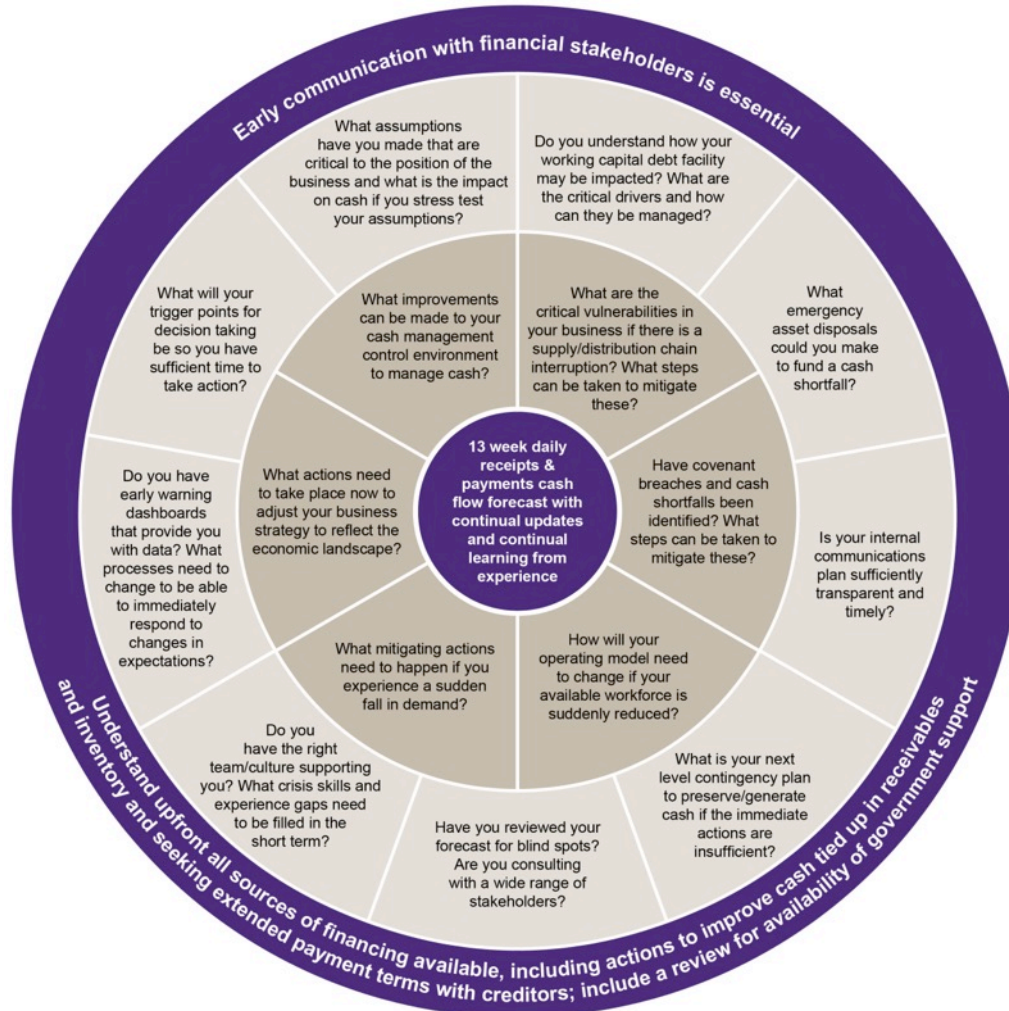 Early communication with financial stakeholders is essential
What assumptions
have you made that are
critical to the position of the
business and what is the impact
on cash if you stress test
your assumptions?
Do you understand how your
working capital debt facility
may be impacted? What are
the critical drivers and how
can they be managed?
What
emergency
asset disposals
could you make
to fund a cash
shortfall?
Is your internal
communications
plan sufficiently
transparent and
timely?
What is your next
level contingency plan
to preserve/generate
cash if the immediate
actions are
insufficient?
Have you reviewed your
forecast for blind spots?
Are you consulting
with a wide range of
stakeholders?
Do you
have the right
team/culture supporting
you? What crisis skills and
experience gaps need
to be filled in the
short term?
Do you have
early warning
dashboards
that provide you
with data? What
processes need to
change to be able
to immediately
respond to
changes in
expectations?
What will your
trigger points for
decision taking
be so you have
sufficient time to
take action?
What improvements
can be made to your
cash management
control environment
to manage cash?
What are the
critical vulnerabilities in
your business if there is a
supply/distribution chain
interruption? What steps
can be taken to mitigate
these?
Have covenant
breaches and cash
shortfalls been
identified? What
steps can be taken to
mitigate these?
How will your
operating model need
to change if your
available workforce is
suddenly reduced?
What mitigating actions
need to happen if you
experience a sudden
fall in demand?
What actions need
to take place now to
adjust your business
strategy to reflect the
economic landscape?
13 week daily
receipts &
payments cash
flow forecast with
continual updates
and continual
learning from
experience
Understand upfront all sources of financing available, including actions to improve cash tied up in receivables
and inventory and seeking extended payment terms with creditors; include a review for availability of government support